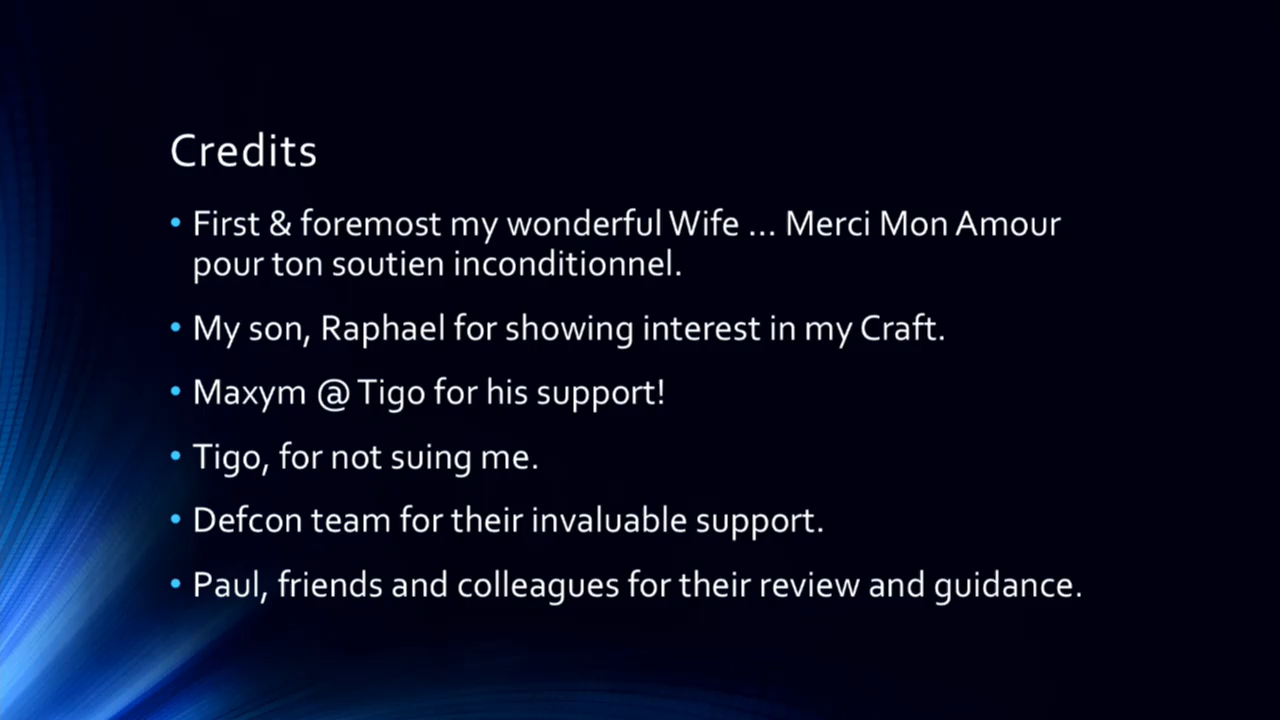 Credits
• First & foremost my wonderful Wife ... Merci Mon Amour
pour ton soutien inconditionnel.
• My son, Raphael for showing interest in my Craft.
• Maxym @ Tigo for his support!
• Tigo, for not suing me.
• Defcon team for their invaluable support.
• Paul, friends and colleagues for their review and guidance.